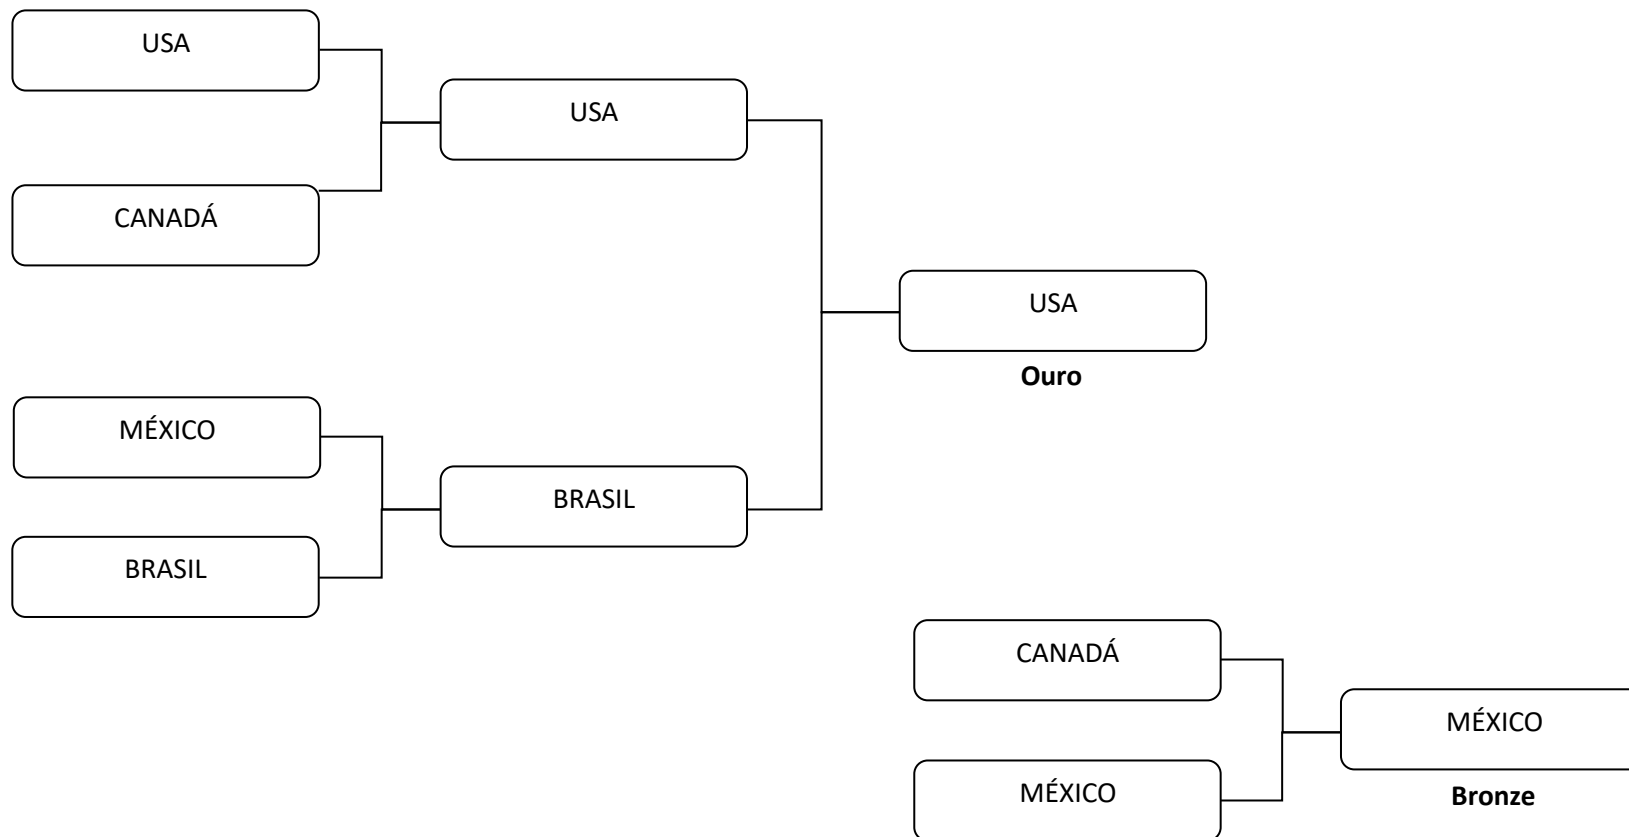 USA
CANADÁ
USA
MÉXICO
BRASIL
BRASIL
USA
Ouro
CANADÁ
MÉXICO
MÉXICO
Bronze